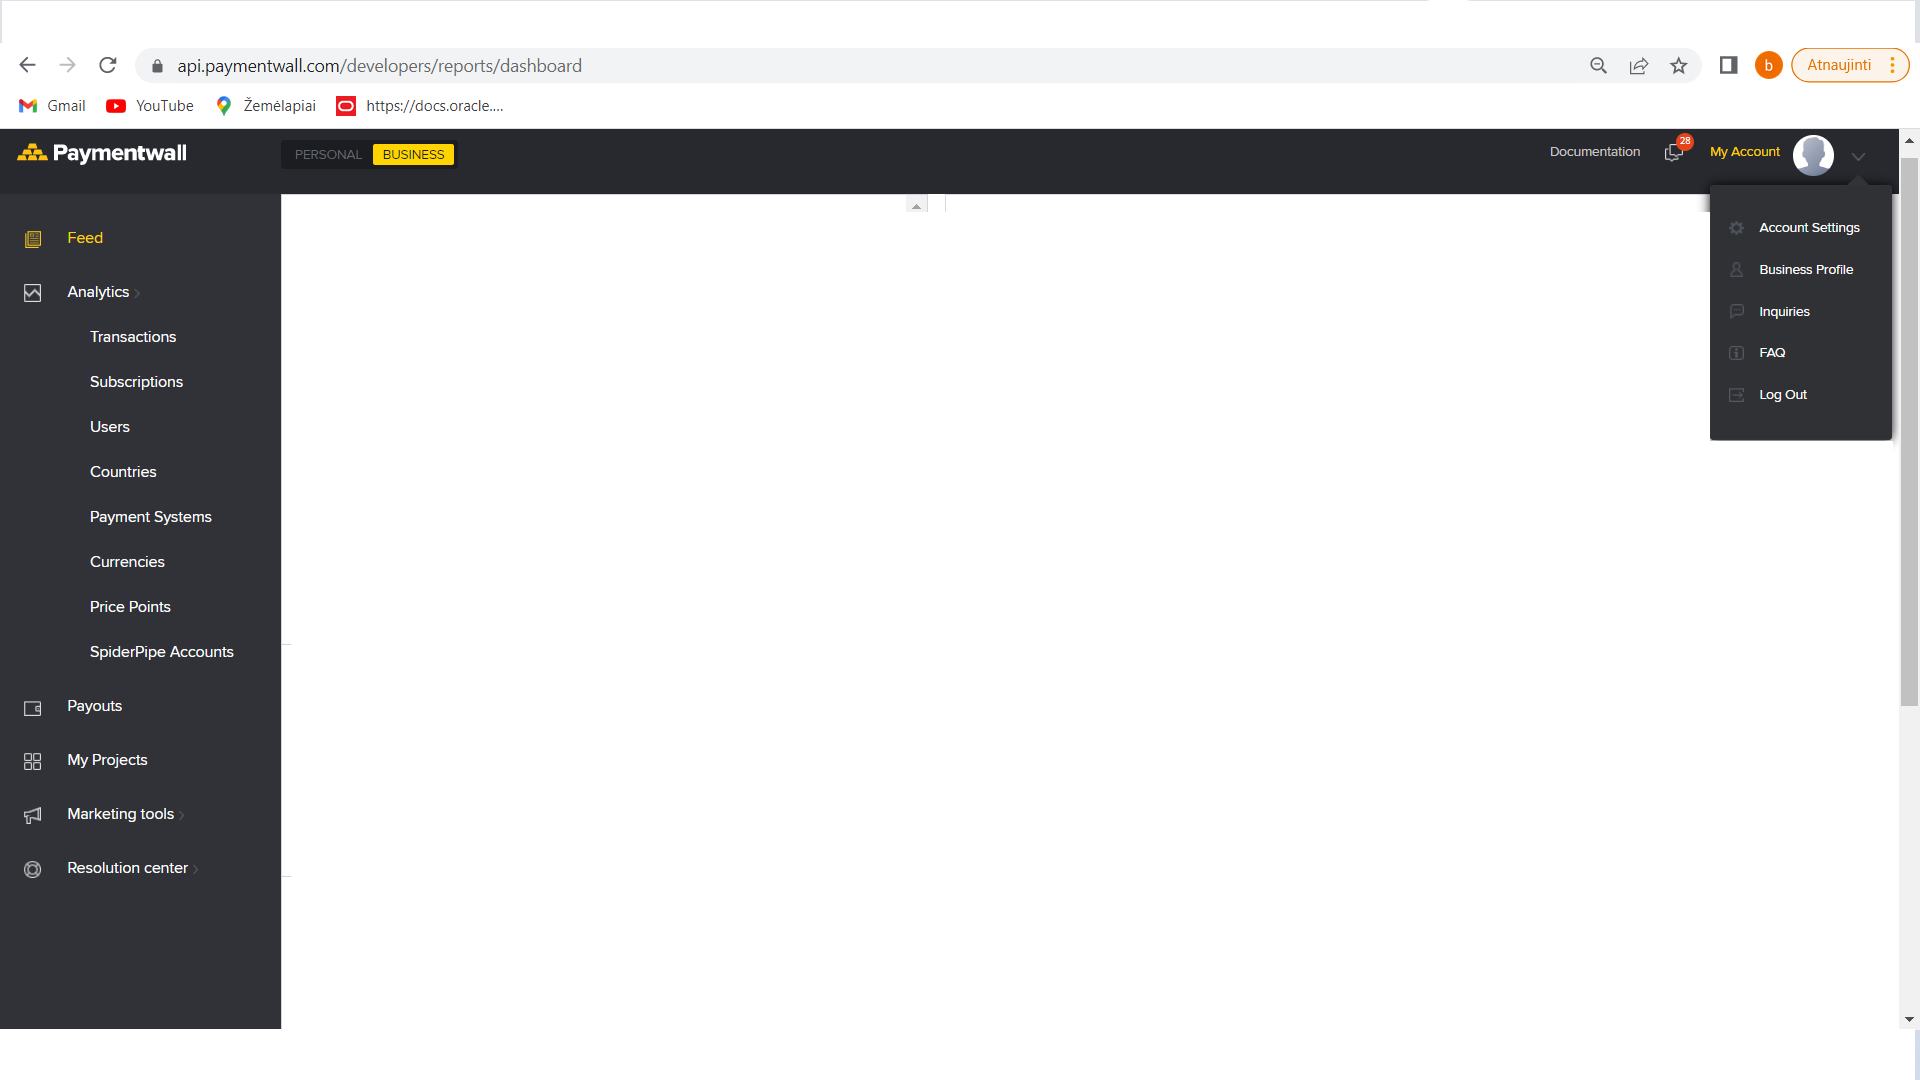 api.paymentwall.com/developers/reports/dashboard
b
Atnaujinti
Gmail
YouTube
Žemėlapiai
https://docs.oracle....
Paymentwall
PERSONAL
BUSINESS
Documentation
28
My Account
Account Settings
Business Profile
Inquiries
FAQ
Log Out
Feed
Analytics
Transactions
Subscriptions
Users
Countries
Payment Systems
Currencies
Price Points
SpiderPipe Accounts
Payouts
My Projects
Marketing tools
Resolution center